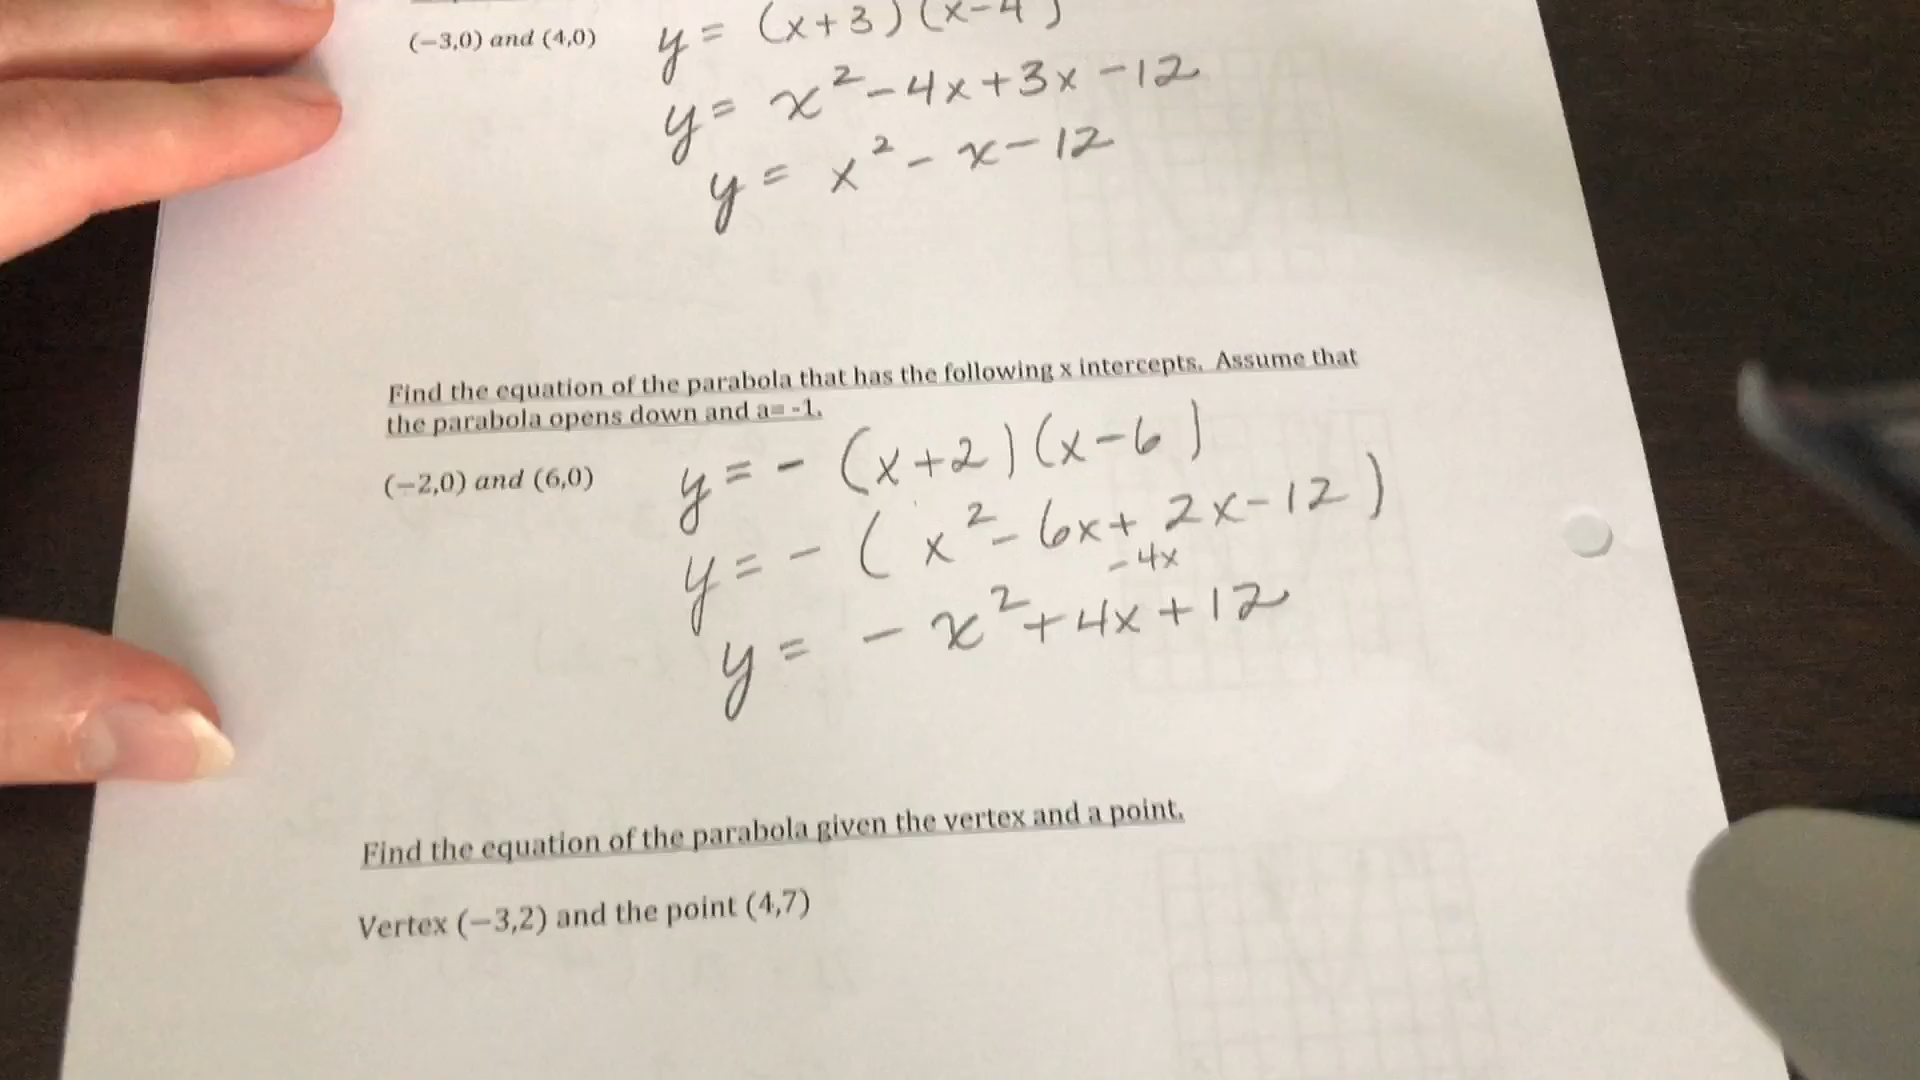 (−3,0) and (4,0)
y = (x+3)(x-4)
y = x² - 4x + 3x - 12
y = x² - x - 12
Find the equation of the parabola that has the following x intercepts. Assume that
the parabola opens down and a= -1.
(−2,0) and (6,0)
y = - (x+2)(x-6)
y = - ( x² - 6x + 2x - 12 )
-4x
y = - x² + 4x + 12
Find the equation of the parabola given the vertex and a point.
Vertex (−3,2) and the point (4,7)